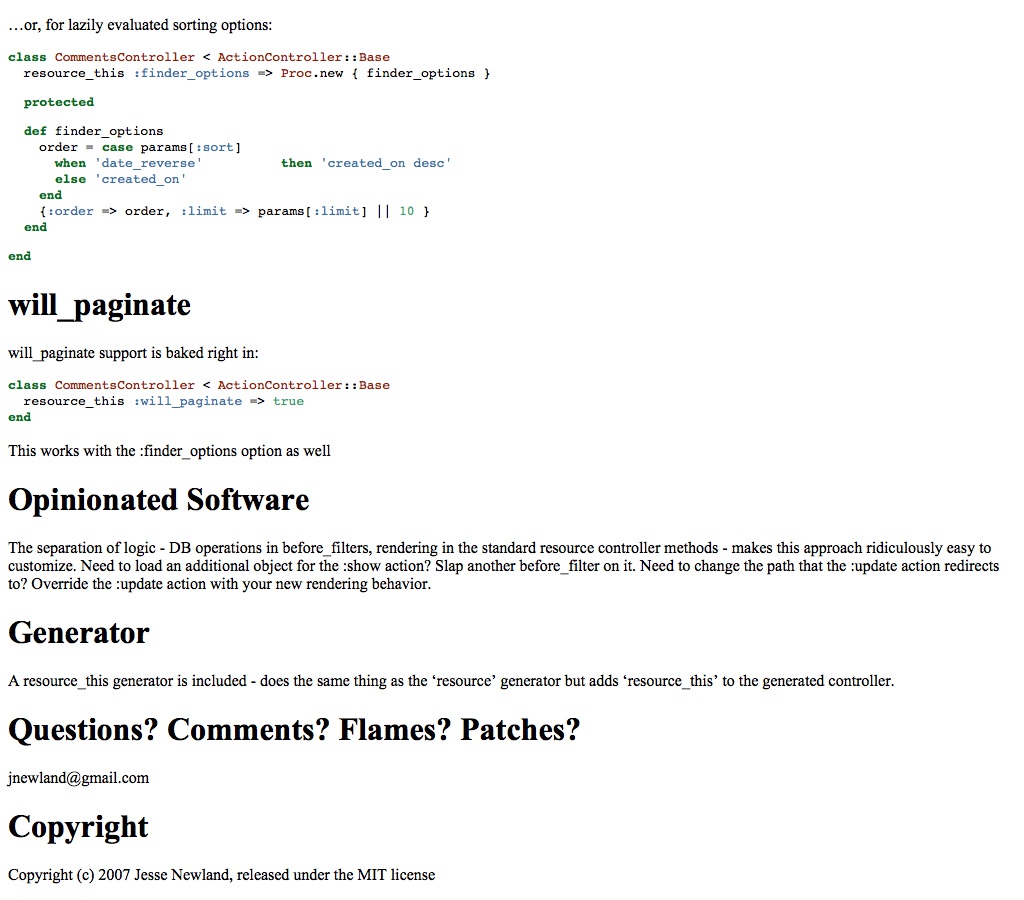 …or, for lazily evaluated sorting options:
class CommentsController < ActionController::Base
  resource_this :finder_options => Proc.new { finder_options }
  protected
  def finder_options
    order = case params[:sort]
      when 'date_reverse'          then 'created_on desc'
      else 'created_on'
    end
    {:order => order, :limit => params[:limit] || 10 }
  end
end
will_paginate
will_paginate support is baked right in:
class CommentsController < ActionController::Base
  resource_this :will_paginate => true
end
This works with the :finder_options option as well
Opinionated Software
The separation of logic - DB operations in before_filters, rendering in the standard resource controller methods - makes this approach ridiculously easy to
customize. Need to load an additional object for the :show action? Slap another before_filter on it. Need to change the path that the :update action redirects
to? Override the :update action with your new rendering behavior.
Generator
A resource_this generator is included - does the same thing as the ‘resource’ generator but adds ‘resource_this’ to the generated controller.
Questions? Comments? Flames? Patches?
jnewland@gmail.com
Copyright
Copyright (c) 2007 Jesse Newland, released under the MIT license